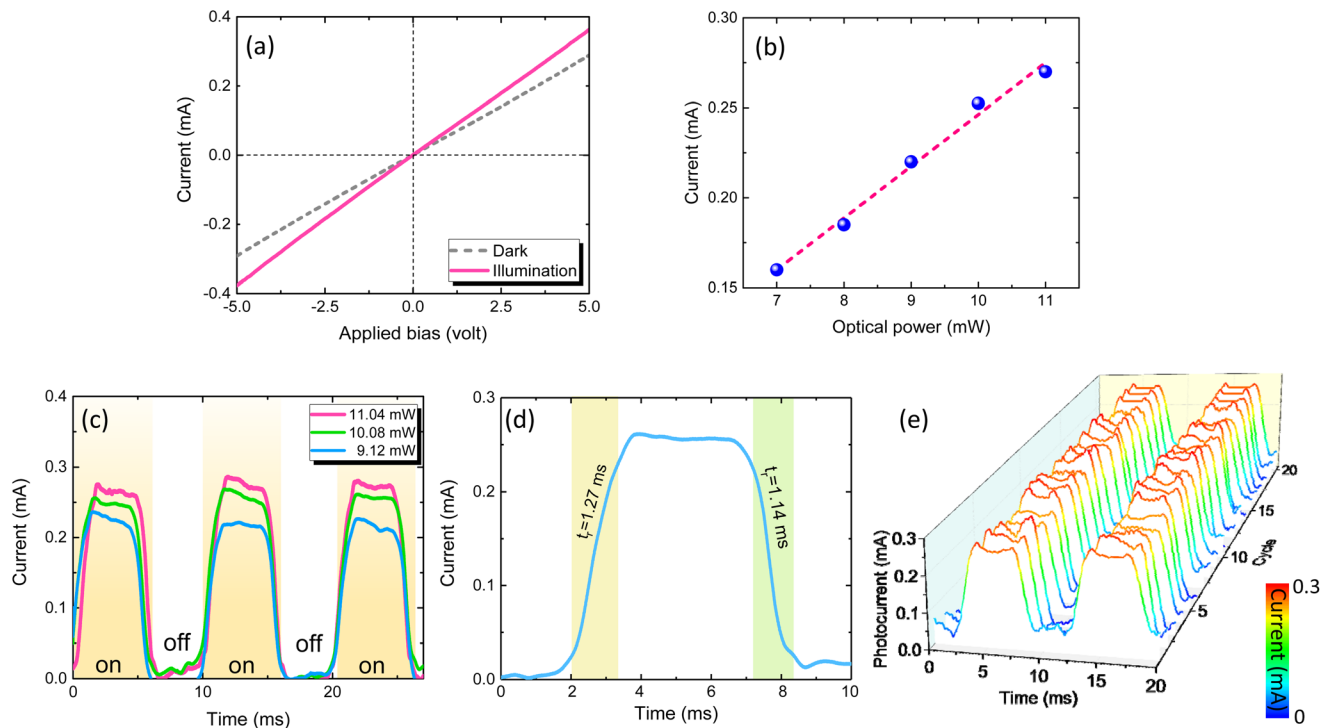 (a)
0.4
0.2
0.0
-0.2
-0.4
Current (mA)
-5.0
-2.5
0.0
2.5
5.0
Applied bias (volt)
Dark
Illumination
(b)
0.30
0.25
0.20
0.15
Current (mA)
7
8
9
10
11
Optical power (mW)
(c)
0.4
0.3
0.2
0.1
0.0
Current (mA)
11.04 mW
10.08 mW
9.12 mW
on
off
on
off
on
0
10
20
Time (ms)
(d)
0.3
0.2
0.1
0.0
Current (mA)
tr=1.27 ms
tr=1.14 ms
0
2
4
6
8
10
Time (ms)
(e)
0.3
0.2
0.1
0.0
Photocurrent (mA)
0
5
10
15
20
Time (ms)
5
10
15
20
Cycle
0.3
Current (mA)
0